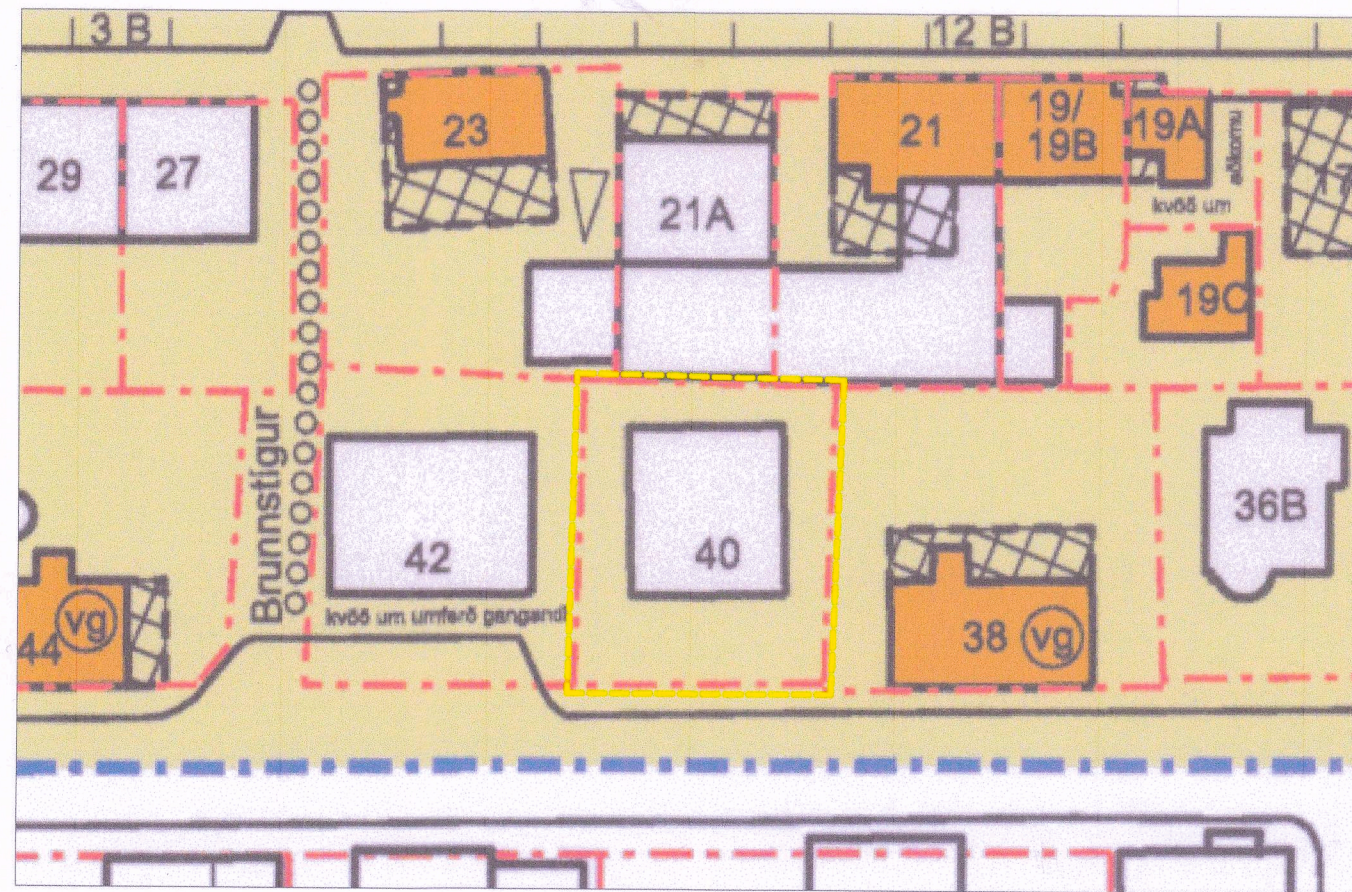 3 B
12 B
23
21
19/
19B
19A
aðkomu
29
27
21A
kvöð um
19C
Brunnstígur
42
40
36B
kvöð um umferð gangandi
44
vg
38
vg